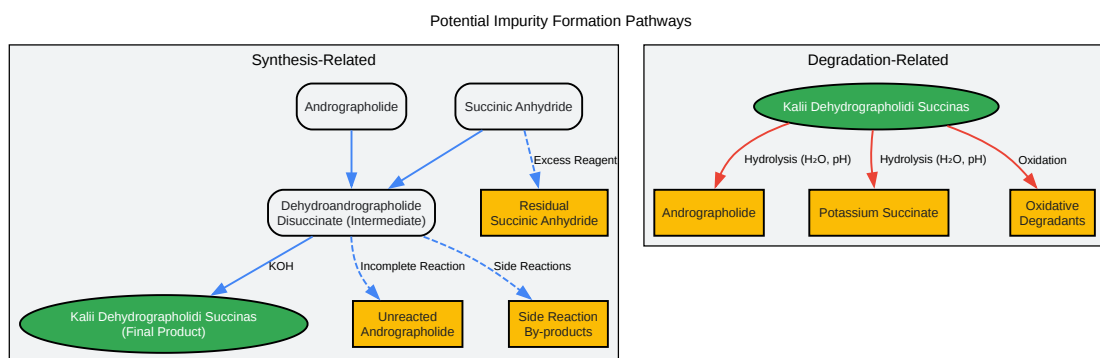 Potential Impurity Formation Pathways
Synthesis-Related
Andrographolide
Succinic Anhydride
Excess Reagent
Dehydroandrographolide
Disuccinate (Intermediate)
Residual
Succinic Anhydride
KOH
Incomplete Reaction
Side Reactions
Kalii Dehydrographolidi Succinas
(Final Product)
Unreacted
Andrographolide
Side Reaction
By-products
Degradation-Related
Kalii Dehydrographolidi Succinas
Hydrolysis (H₂O, pH)
Hydrolysis (H₂O, pH)
Oxidation
Andrographolide
Potassium Succinate
Oxidative
Degradants